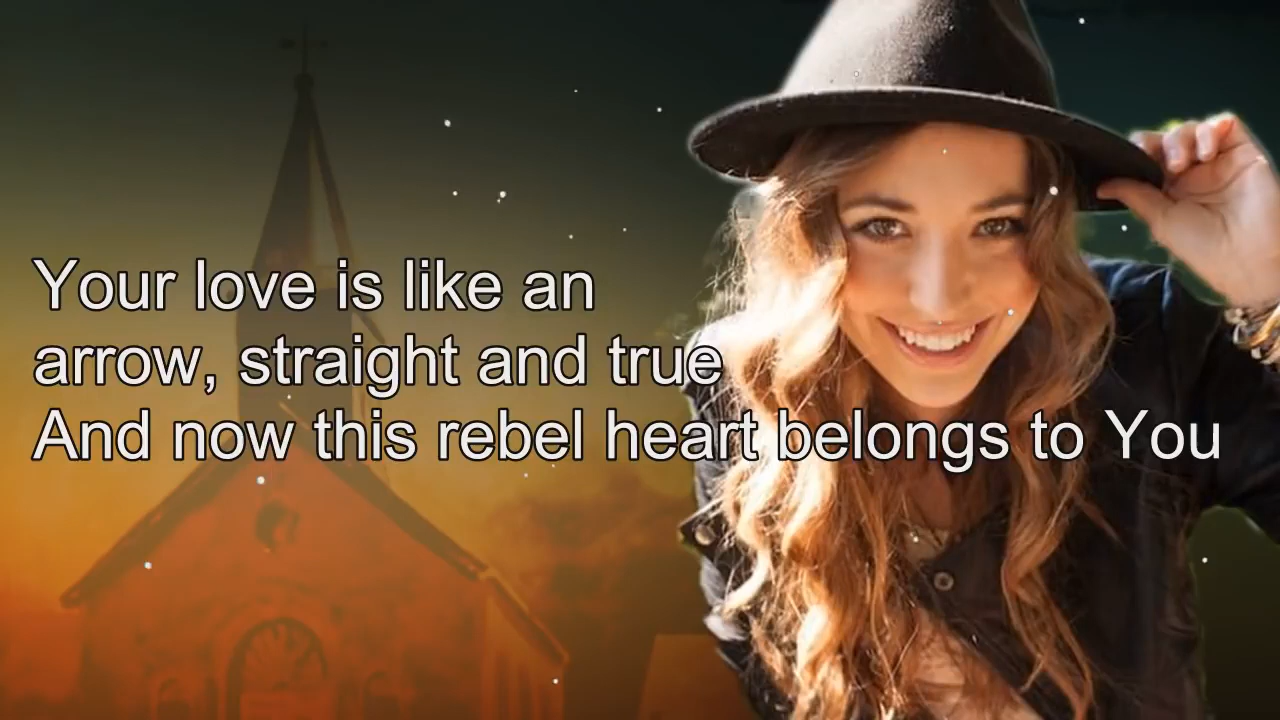 Your love is like an
arrow, straight and true
And now this rebel heart belongs to You